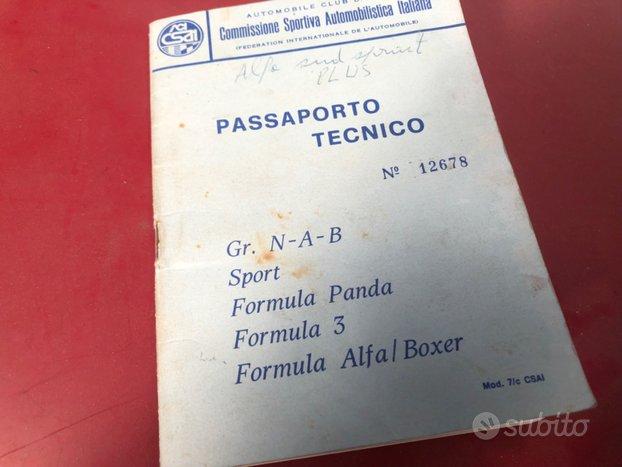 AUTOMOBILE CLUB D'
Commissione Sportiva Automobilistica Italiana
(FEDERATION INTERNATIONALE DE L'AUTOMOBILE)
CSAI
Alfa sud sprint
PLUS
PASSAPORTO
TECNICO
Nº 12678
Gr. N-A-B
Sport
Formula Panda
Formula 3
Formula Alfa/Boxer
Mod. 7/c CSAI
subito